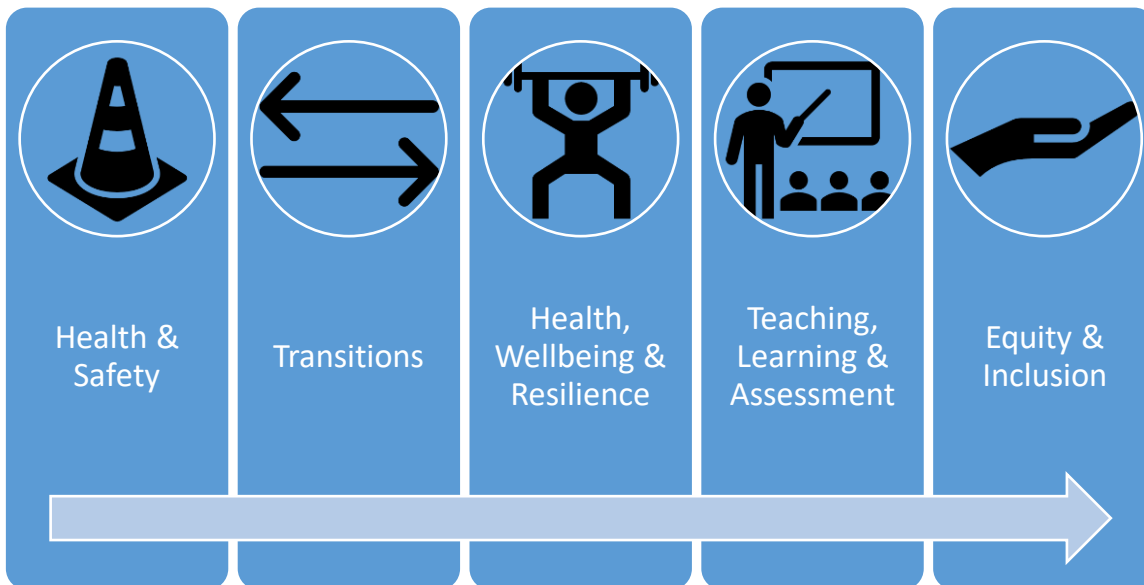 Health &
Safety
Transitions
Health,
Wellbeing &
Resilience
Teaching,
Learning &
Assessment
Equity &
Inclusion